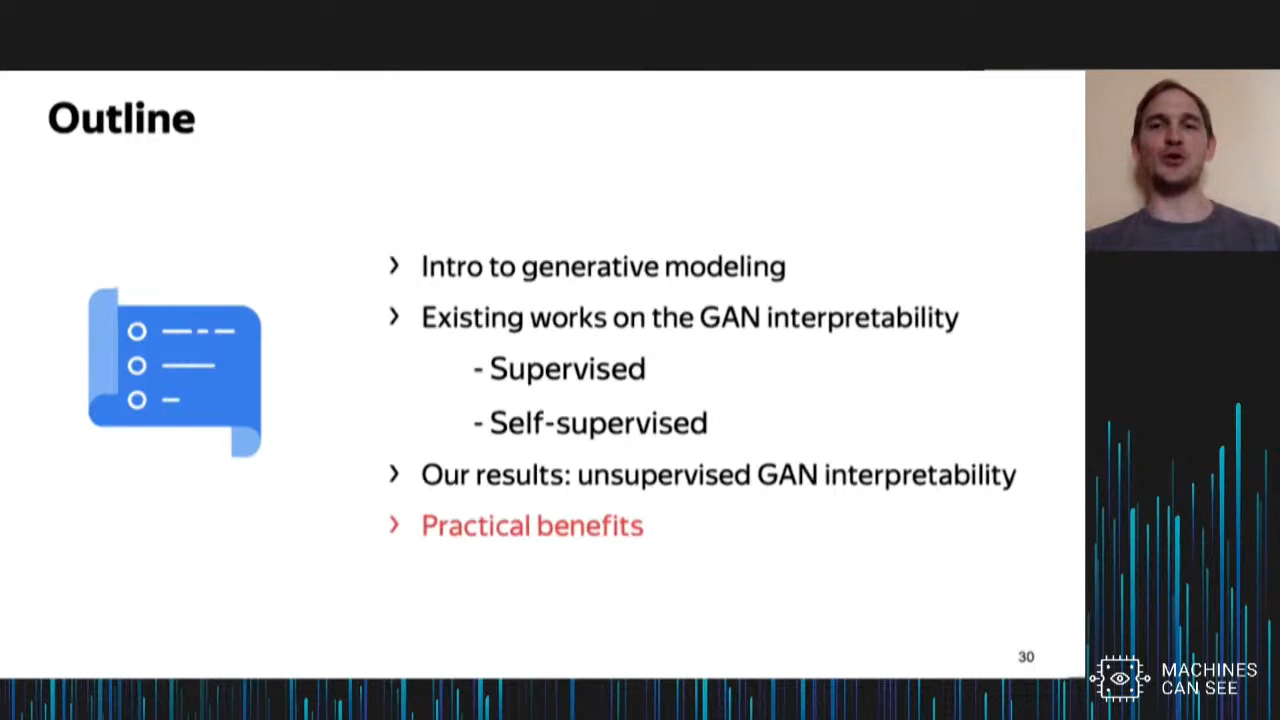 Outline
› Intro to generative modeling
› Existing works on the GAN interpretability
- Supervised
- Self-supervised
› Our results: unsupervised GAN interpretability
› Practical benefits
30
MACHINES
CAN SEE